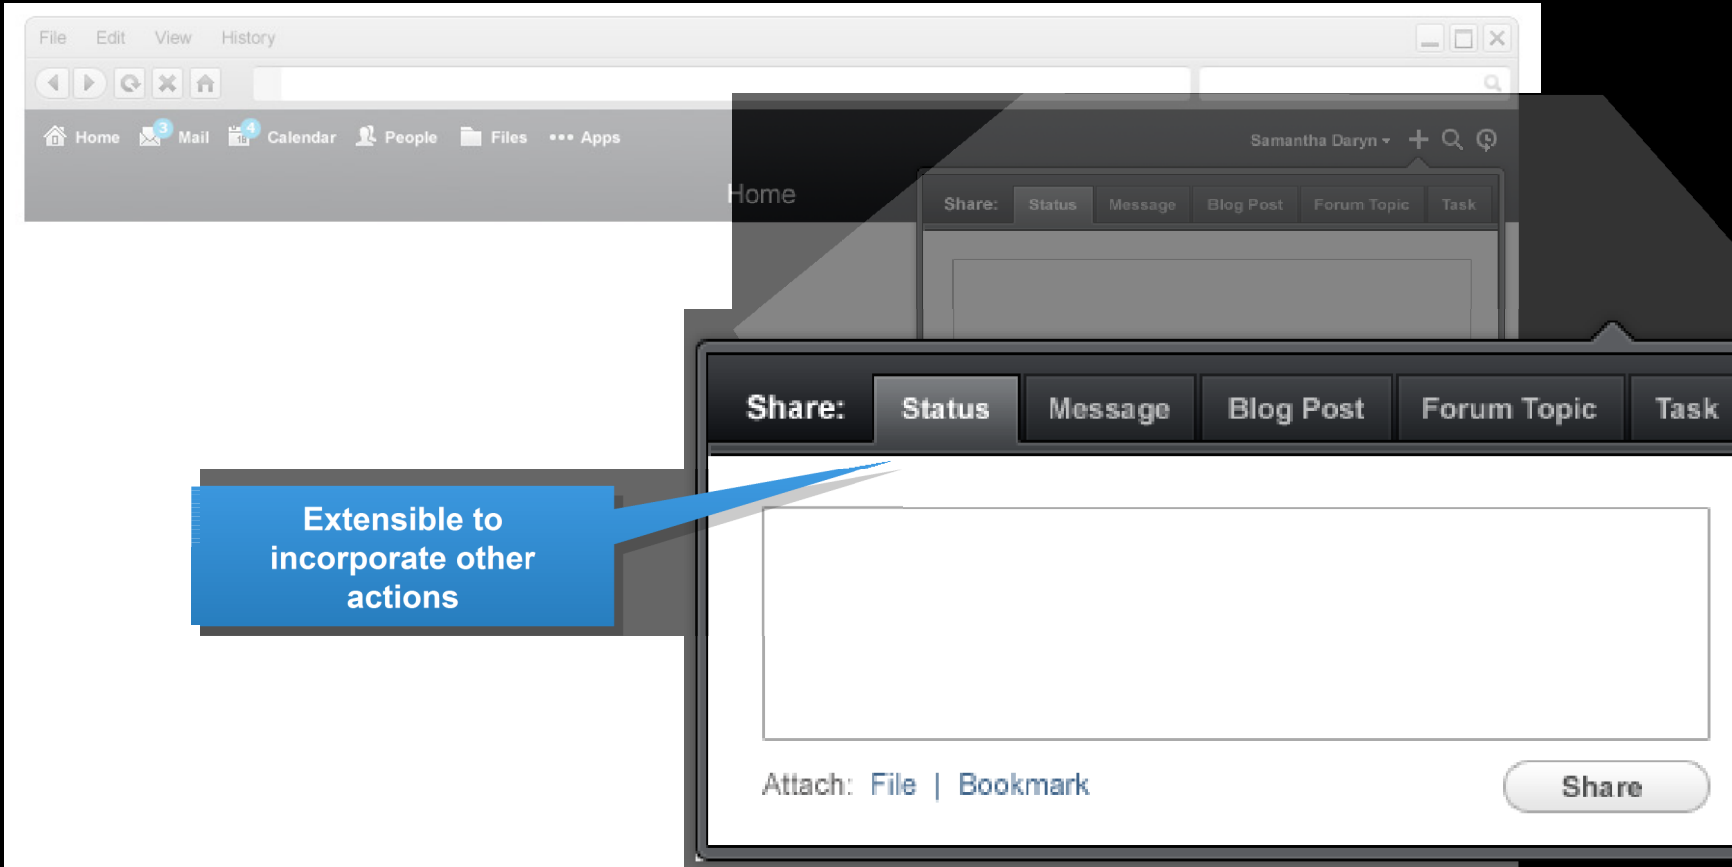 File Edit View History
Home 3 Mail 4 Calendar People Files ••• Apps
Samantha Daryn
Home
Share: Status Message Blog Post Forum Topic Task
Share: Status Message Blog Post Forum Topic Task
Extensible to
incorporate other
actions
Attach: File | Bookmark
Share